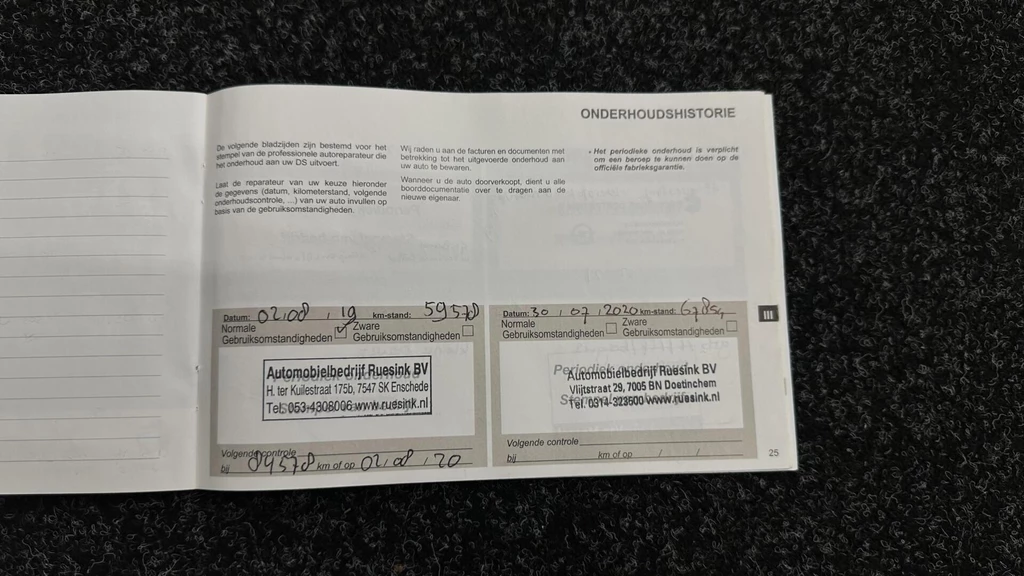 ONDERHOUDSHISTORIE
De volgende bladzijden zijn bestemd voor het
stempel van de professionele autoreparateur die
het onderhoud aan uw DS uitvoert.
Laat de reparateur van uw keuze hieronder
de gegevens (datum, kilometerstand, volgende
onderhoudscontrole, ...) van uw auto invullen op
basis van de gebruiksomstandigheden.
Wij raden u aan de facturen en documenten met
betrekking tot het uitgevoerde onderhoud aan
uw auto te bewaren.
Wanneer u de auto doorverkoopt, dient u alle
boorddocumentatie over te dragen aan de
nieuwe eigenaar.
Het periodieke onderhoud is verplicht
om een beroep te kunnen doen op de
officiële fabrieksgarantie.
Datum: 02,08 , 19 km-stand: 59578
Normale Zware
Gebruiksomstandigheden Gebruiksomstandigheden
Automobielbedrijf Ruesink BV
H. ter Kuilestraat 175b, 7547 SK Enschede
Tel. 053-4308006 www.ruesink.nl
Volgende controle
bij 89578 km of op 02,08 , 20
Datum: 30 , 07 , 2020 km-stand:
Normale Zware
Gebruiksomstandigheden Gebruiksomstandigheden
Periodiek
Automobielbedrijf Ruesink BV
Vlijtstraat 29, 7005 BN Doetinchem
Tel. 0314-323500 www.ruesink.nl
Volgende controle
bij km of op / /
III
25